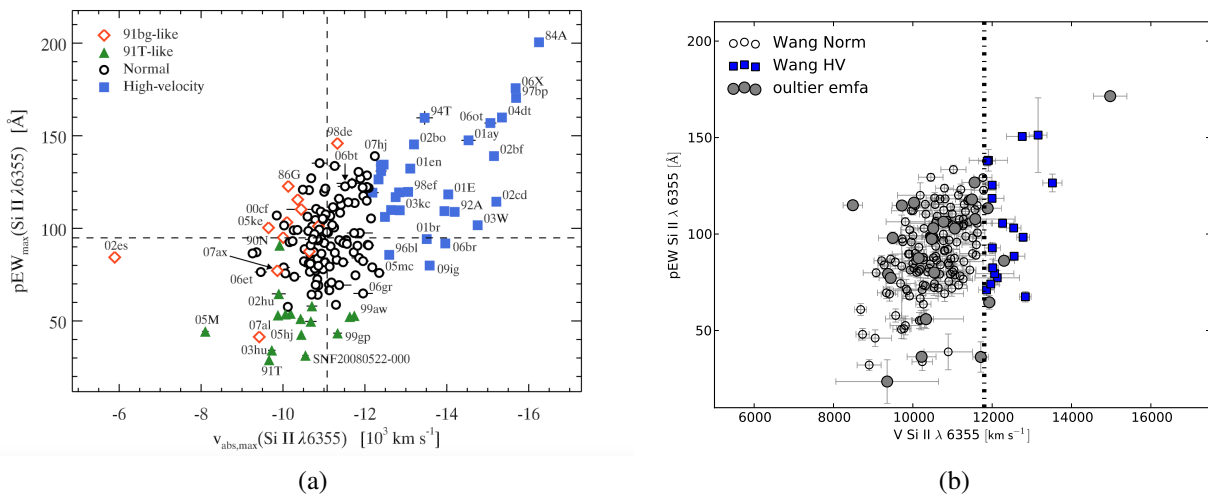 91bg-like
91T-like
Normal
High-velocity
84A
06X
97bp
94T
06ot
04dt
98de
07hj
01ay
02bo
06bt
02bf
01en
86G
98ef
01E
02cd
00cf
03kc
92A
05ke
01br
03W
90N
02es
07ax
96bl
06br
05mc
09ig
06et
06gr
02hu
99aw
05M
07al
05hj
99gp
03hu
SNF20080522-000
91T
200
150
100
50
-6
-8
-10
-12
-14
-16
pEWmax(Si II λ6355) [Å]
vabs,max(Si II λ6355) [10³ km s⁻¹]
(a)
Wang Norm
Wang HV
oultier emfa
200
150
100
50
6000
8000
10000
12000
14000
16000
pEW Si II λ 6355 [Å]
V Si II λ 6355 [km s⁻¹]
(b)